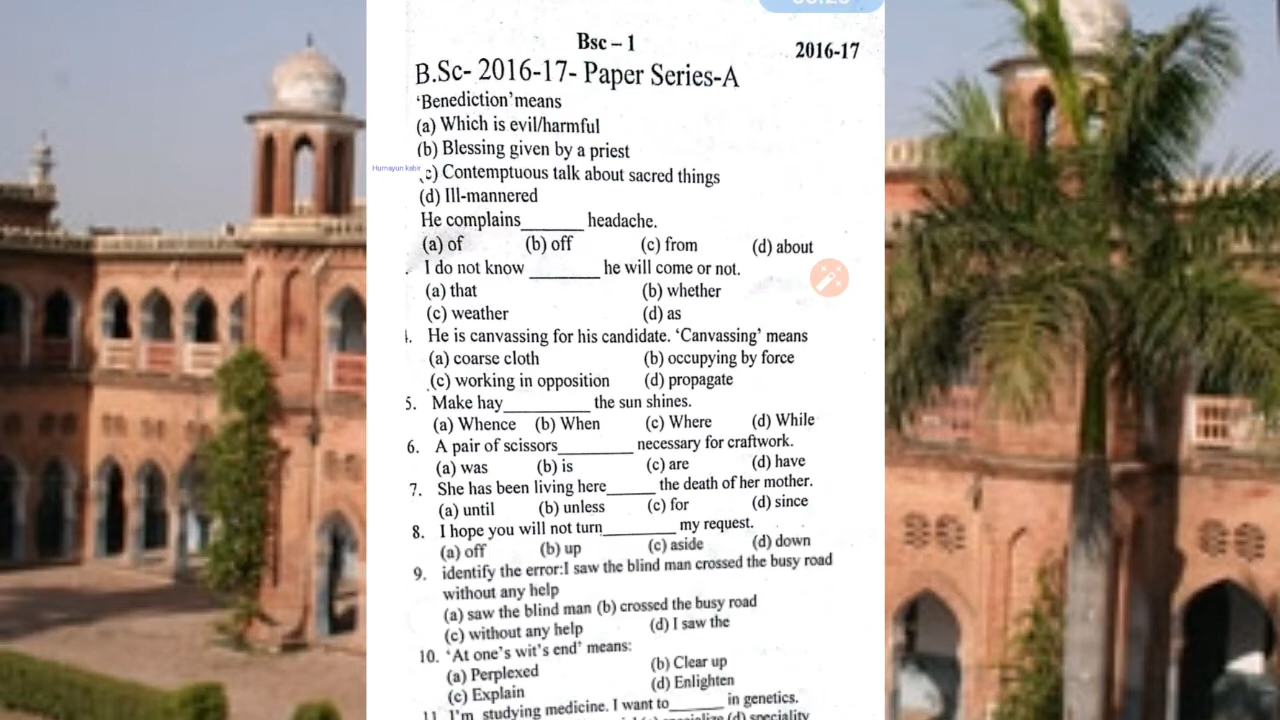 Bsc – 1
2016-17
B.Sc- 2016-17- Paper Series-A
‘Benediction’ means
(a) Which is evil/harmful
(b) Blessing given by a priest
Humayun kabir
c) Contemptuous talk about sacred things
(d) Ill-mannered
He complains______ headache.
(a) of (b) off (c) from (d) about
I do not know ________ he will come or not.
(a) that (b) whether
(c) weather (d) as
He is canvassing for his candidate. ‘Canvassing’ means
(a) coarse cloth (b) occupying by force
(c) working in opposition (d) propagate
5. Make hay__________ the sun shines.
(a) Whence (b) When (c) Where (d) While
6. A pair of scissors_________ necessary for craftwork.
(a) was (b) is (c) are (d) have
7. She has been living here______ the death of her mother.
(a) until (b) unless (c) for (d) since
8. I hope you will not turn_________ my request.
(a) off (b) up (c) aside (d) down
9. identify the error:I saw the blind man crossed the busy road
without any help
(a) saw the blind man (b) crossed the busy road
(c) without any help (d) I saw the
10. ‘At one’s wit’s end’ means:
(a) Perplexed (b) Clear up
(c) Explain (d) Enlighten
11. I'm studying medicine. I want to______ in genetics.
(d) speciality